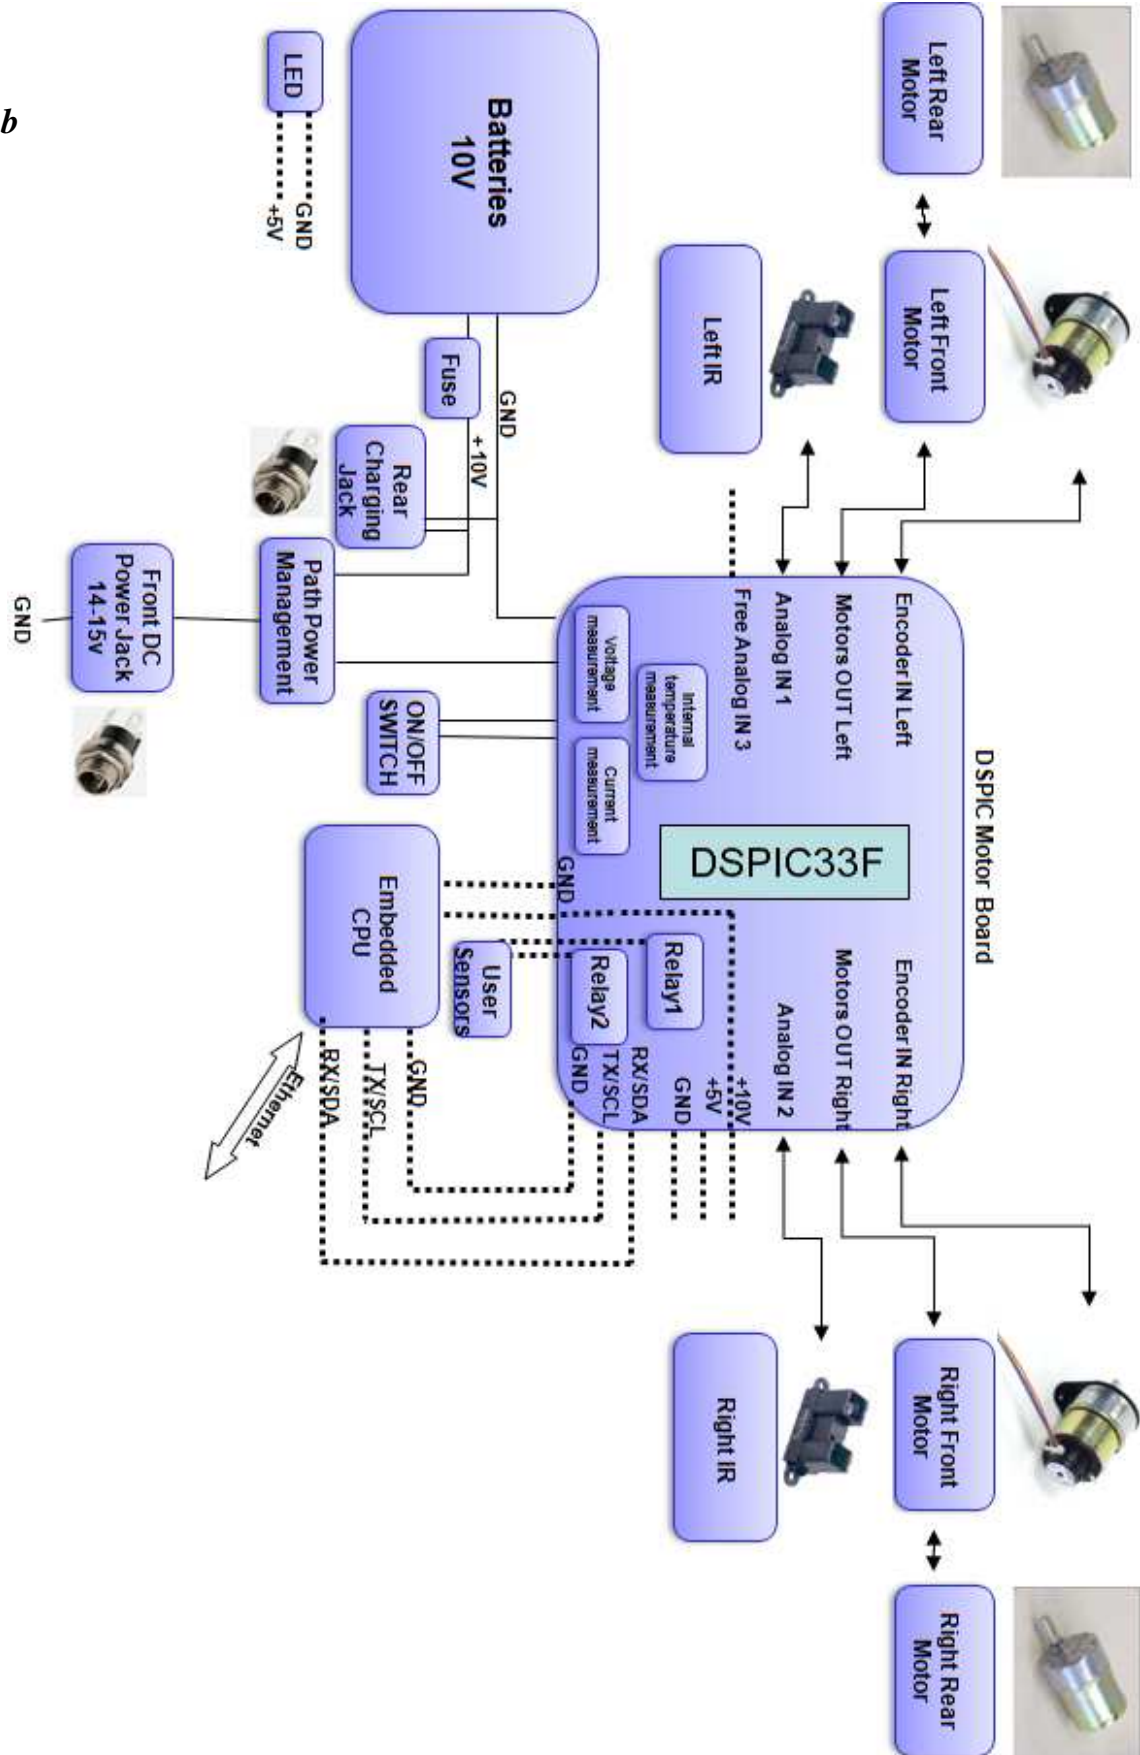 b
Left Rear
Motor
Left Front
Motor
Left IR
Batteries
10V
LED
GND
+5V
Fuse
GND
+10V
Rear
Charging
Jack
Path Power
Management
Front DC
Power Jack
14-15v
GND
ON/OFF
SWITCH
DSPIC Motor Board
Encoder IN Left
Motors OUT Left
Analog IN 1
Free Analog IN 3
Internal
temperature
measurement
Voltage
measurement
Current
measurement
DSPIC33F
GND
Encoder IN Right
Motors OUT Right
Analog IN 2
+10V
+5V
GND
RX/SDA
TX/SCL
GND
Relay1
Relay2
User
Sensors
Embedded
CPU
GND
TX/SCL
RX/SDA
Ethernet
Right Front
Motor
Right IR
Right Rear
Motor